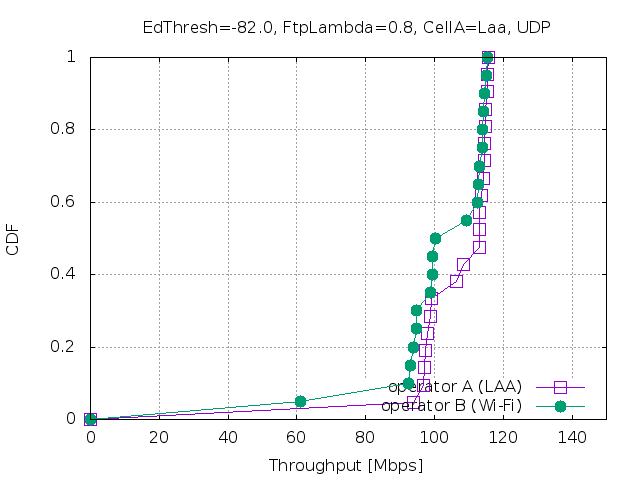 EdThresh=-82.0, FtpLambda=0.8, CellA=Laa, UDP
1
0.8
0.6
0.4
0.2
0
CDF
operator A (LAA)
operator B (Wi-Fi)
0 20 40 60 80 100 120 140
Throughput [Mbps]